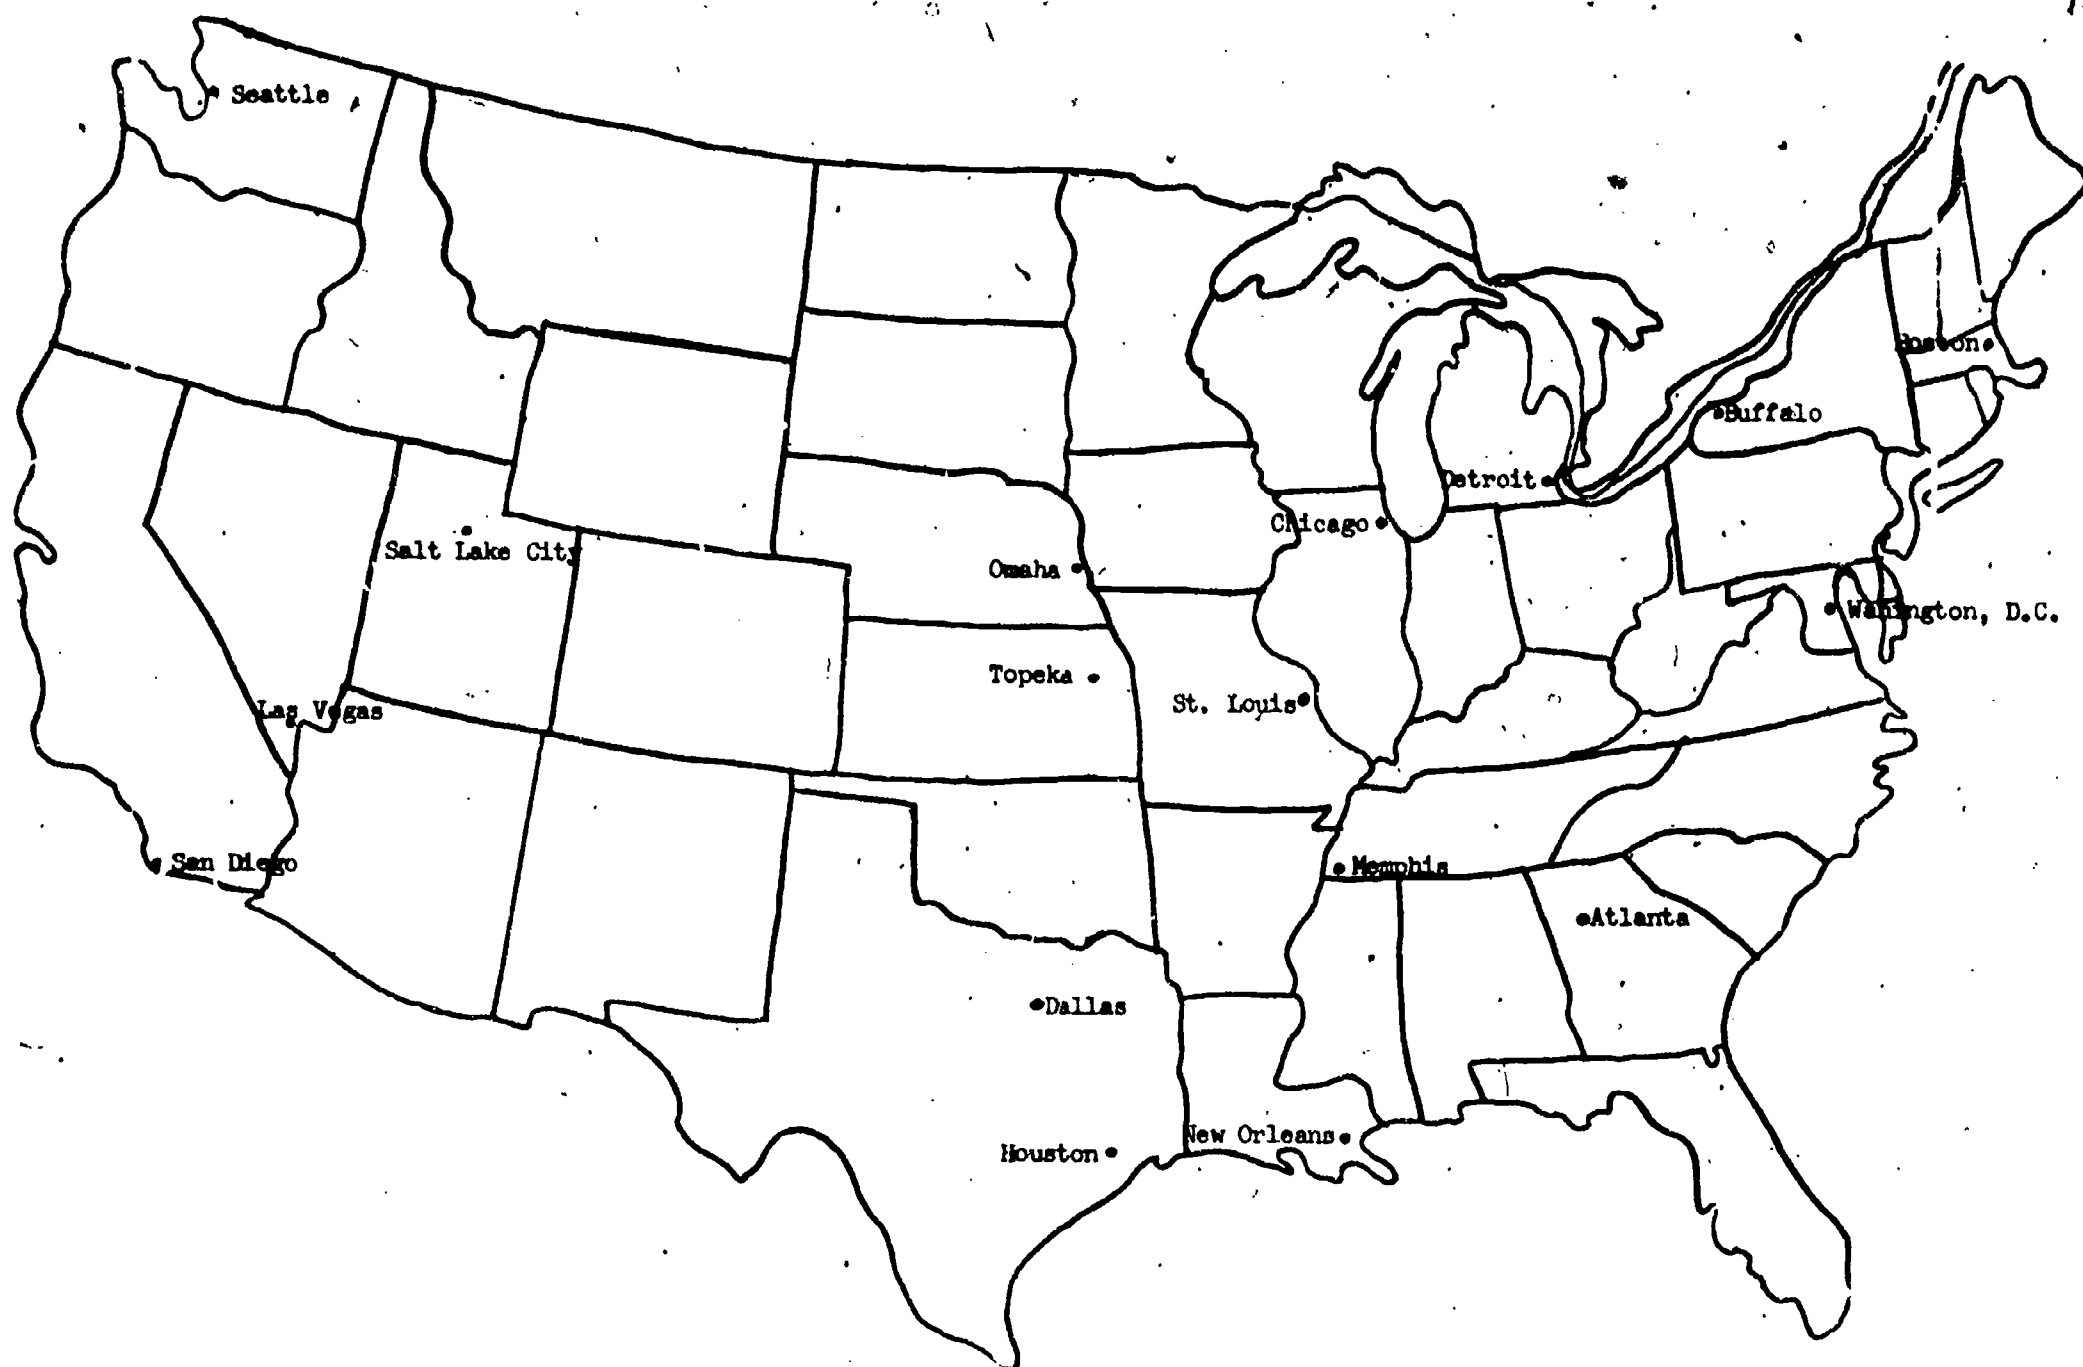 Seattle
Boston
Buffalo
Detroit
Chicago
Salt Lake City
Omaha
Wahington, D.C.
Topeka
St. Louis
Las Vegas
San Diego
Memphis
Atlanta
Dallas
New Orleans
Houston